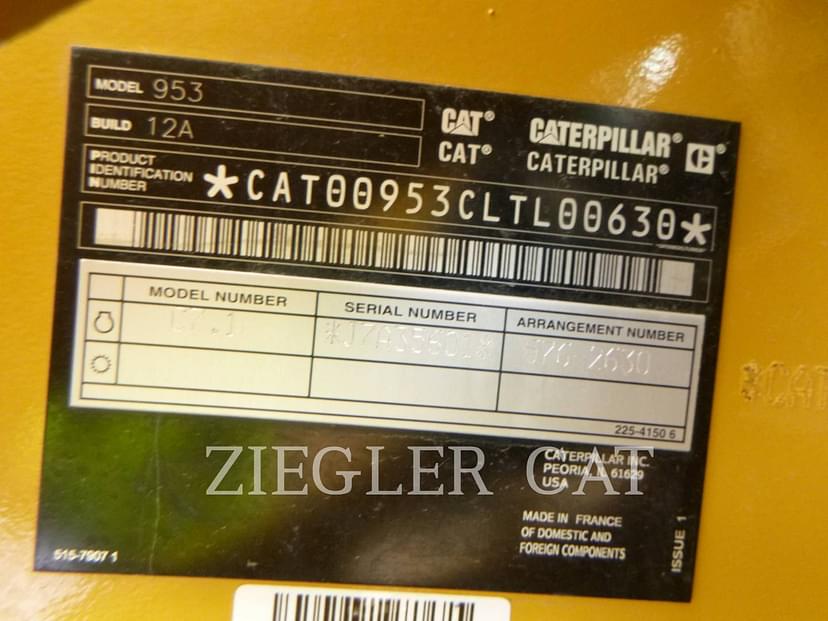 MODEL 953
BUILD 12A
CAT® CATERPILLAR®
CAT® CATERPILLAR®
PRODUCT
IDENTIFICATION
NUMBER
*CAT00953CLTL00630*
MODEL NUMBER SERIAL NUMBER ARRANGEMENT NUMBER
C7.1
225-4150 6
ZIEGLER CAT
CATERPILLAR INC.
PEORIA, IL 61629
USA
MADE IN FRANCE
OF DOMESTIC AND
FOREIGN COMPONENTS
ISSUE 1
515-7907 1